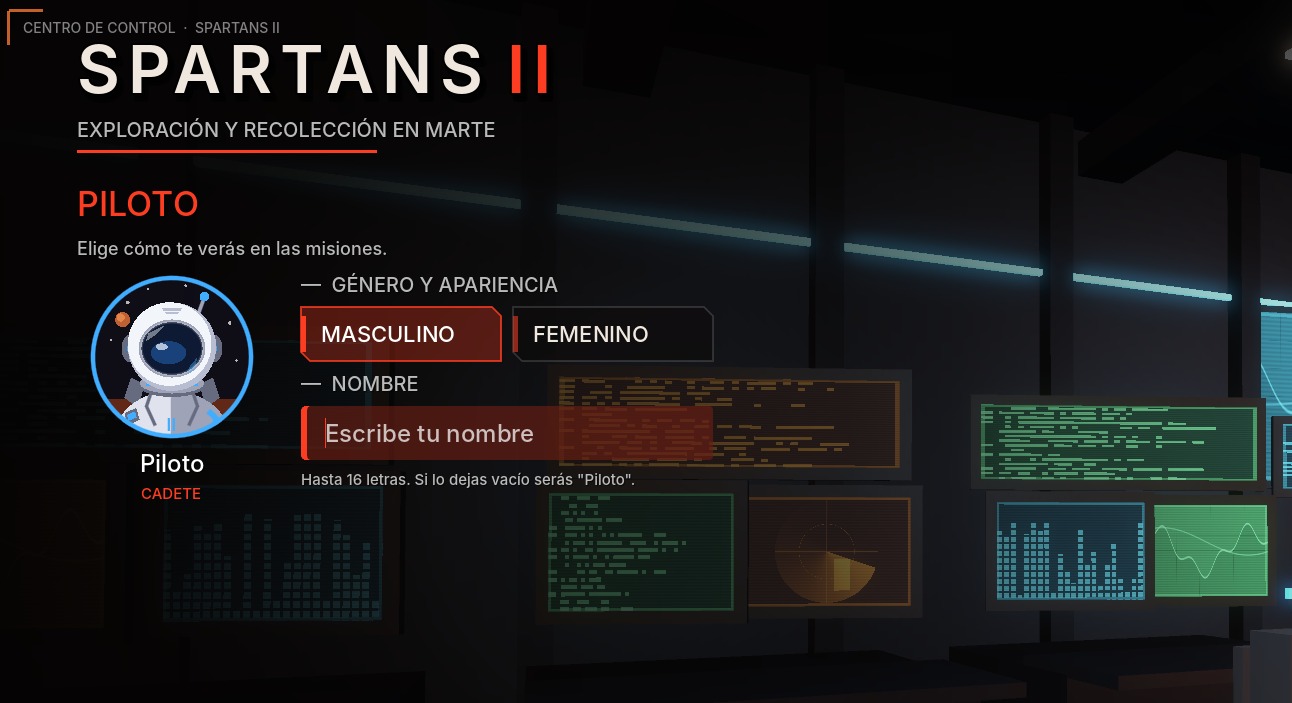 CENTRO DE CONTROL · SPARTANS II
SPARTANS II
EXPLORACIÓN Y RECOLECCIÓN EN MARTE
PILOTO
Elige cómo te verás en las misiones.
— GÉNERO Y APARIENCIA
MASCULINO FEMENINO
— NOMBRE
Escribe tu nombre
Hasta 16 letras. Si lo dejas vacío serás "Piloto".
Piloto
CADETE